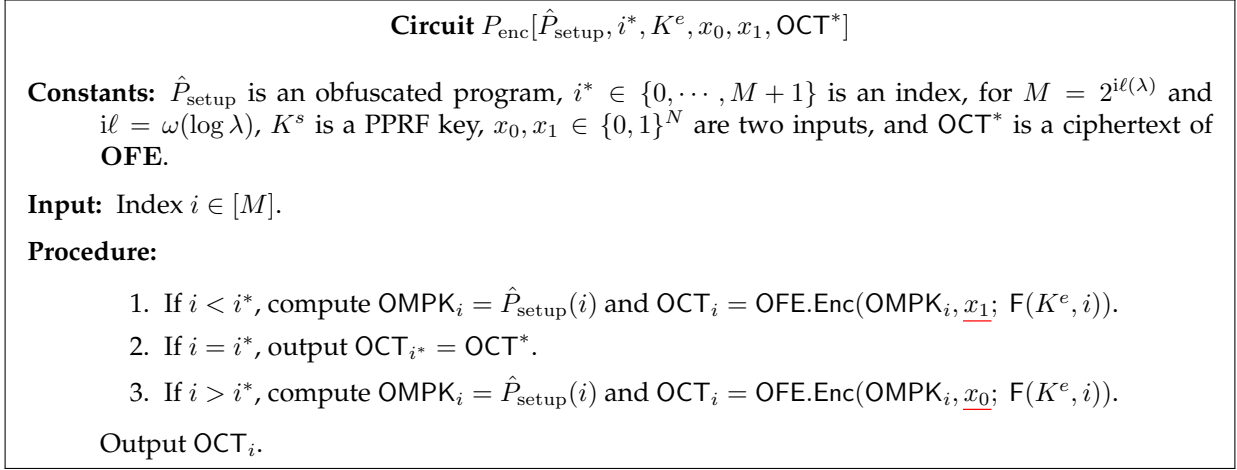 Circuit P_enc[P̂_setup, i*, K^e, x_0, x_1, OCT*]
Constants: P̂_setup is an obfuscated program, i* ∈ {0, ··· , M + 1} is an index, for M = 2^{iℓ(λ)} and
iℓ = ω(log λ), K^s is a PPRF key, x_0, x_1 ∈ {0, 1}^N are two inputs, and OCT* is a ciphertext of
OFE.
Input: Index i ∈ [M].
Procedure:
1. If i < i*, compute OMPK_i = P̂_setup(i) and OCT_i = OFE.Enc(OMPK_i, x_1; F(K^e, i)).
2. If i = i*, output OCT_{i*} = OCT*.
3. If i > i*, compute OMPK_i = P̂_setup(i) and OCT_i = OFE.Enc(OMPK_i, x_0; F(K^e, i)).
Output OCT_i.